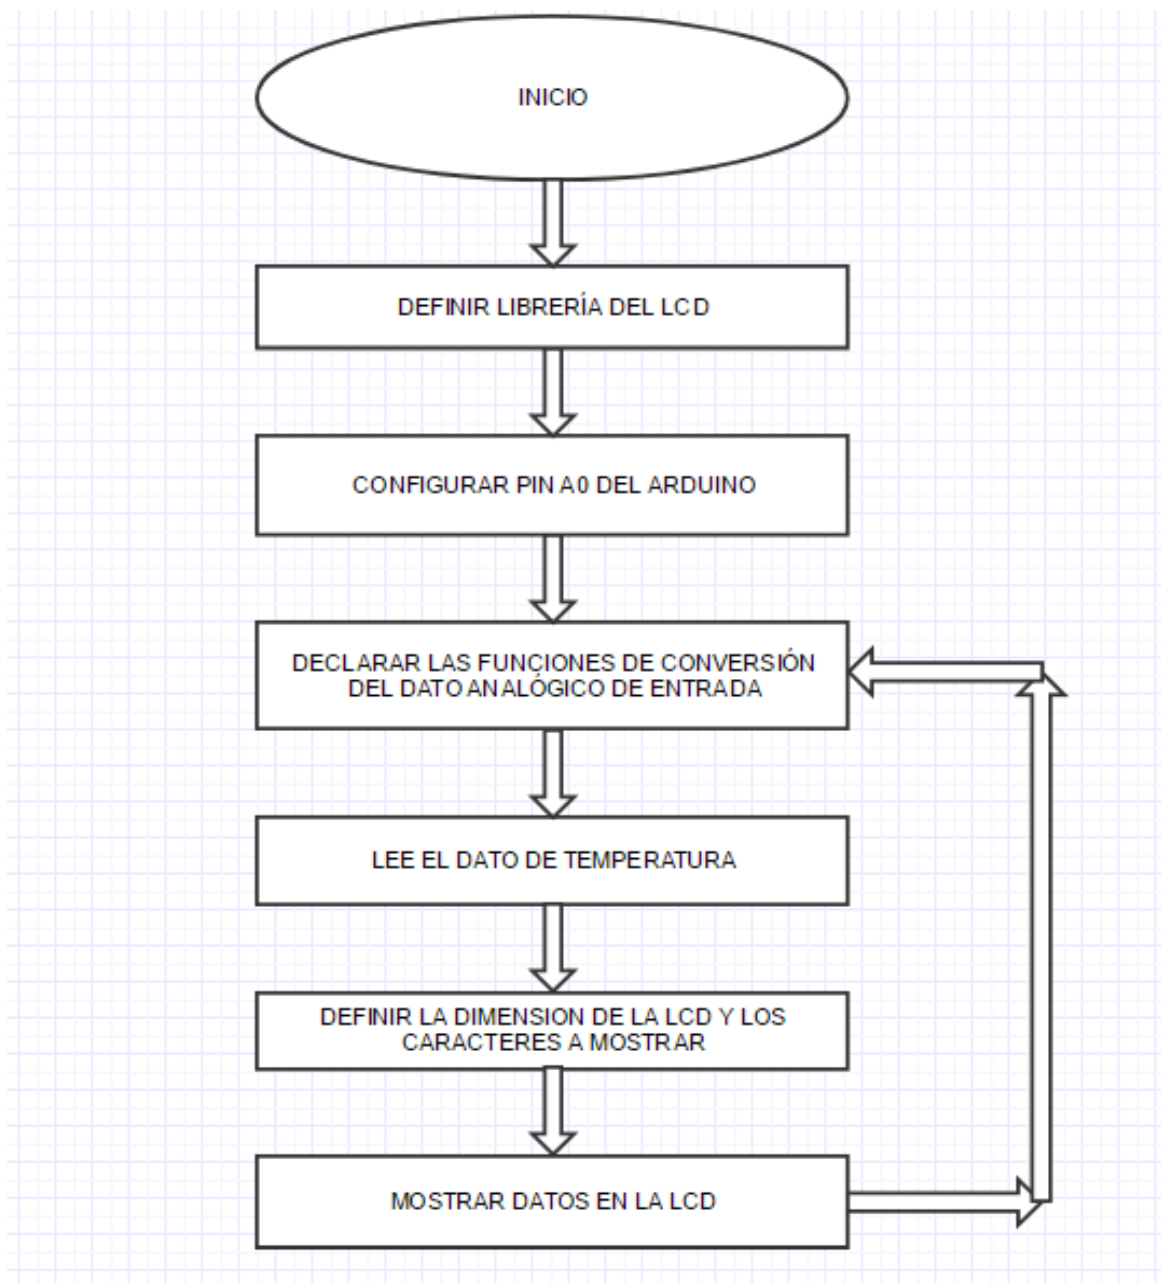 INICIO
DEFINIR LIBRERÍA DEL LCD
CONFIGURAR PIN A0 DEL ARDUINO
DECLARAR LAS FUNCIONES DE CONVERSIÓN
DEL DATO ANALÓGICO DE ENTRADA
LEE EL DATO DE TEMPERATURA
DEFINIR LA DIMENSION DE LA LCD Y LOS
CARACTERES A MOSTRAR
MOSTRAR DATOS EN LA LCD